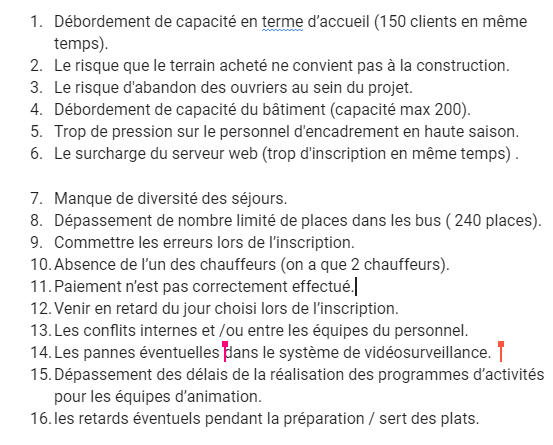 1. Débordement de capacité en terme d’accueil (150 clients en même
temps).
2. Le risque que le terrain acheté ne convient pas à la construction.
3. Le risque d'abandon des ouvriers au sein du projet.
4. Débordement de capacité du bâtiment (capacité max 200).
5. Trop de pression sur le personnel d'encadrement en haute saison.
6. Le surcharge du serveur web (trop d'inscription en même temps) .
7. Manque de diversité des séjours.
8. Dépassement de nombre limité de places dans les bus ( 240 places).
9. Commettre les erreurs lors de l’inscription.
10. Absence de l’un des chauffeurs (on a que 2 chauffeurs).
11. Paiement n’est pas correctement effectué.
12. Venir en retard du jour choisi lors de l’inscription.
13. Les conflits internes et /ou entre les équipes du personnel.
14. Les pannes éventuelles dans le système de vidéosurveillance.
15. Dépassement des délais de la réalisation des programmes d’activités
pour les équipes d’animation.
16. les retards éventuels pendant la préparation / sert des plats.